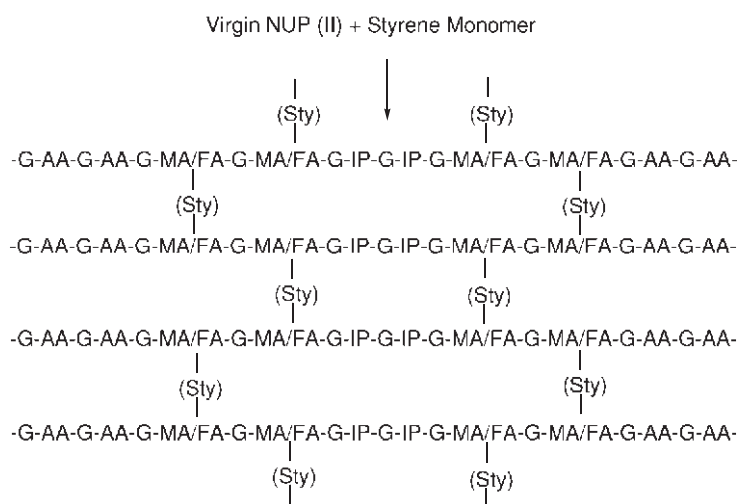 Virgin NUP (II) + Styrene Monomer
(Sty) (Sty)
-G-AA-G-AA-G-MA/FA-G-MA/FA-G-IP-G-IP-G-MA/FA-G-MA/FA-G-AA-G-AA-
(Sty) (Sty)
-G-AA-G-AA-G-MA/FA-G-MA/FA-G-IP-G-IP-G-MA/FA-G-MA/FA-G-AA-G-AA-
(Sty) (Sty)
-G-AA-G-AA-G-MA/FA-G-MA/FA-G-IP-G-IP-G-MA/FA-G-MA/FA-G-AA-G-AA-
(Sty) (Sty)
-G-AA-G-AA-G-MA/FA-G-MA/FA-G-IP-G-IP-G-MA/FA-G-MA/FA-G-AA-G-AA-
(Sty) (Sty)